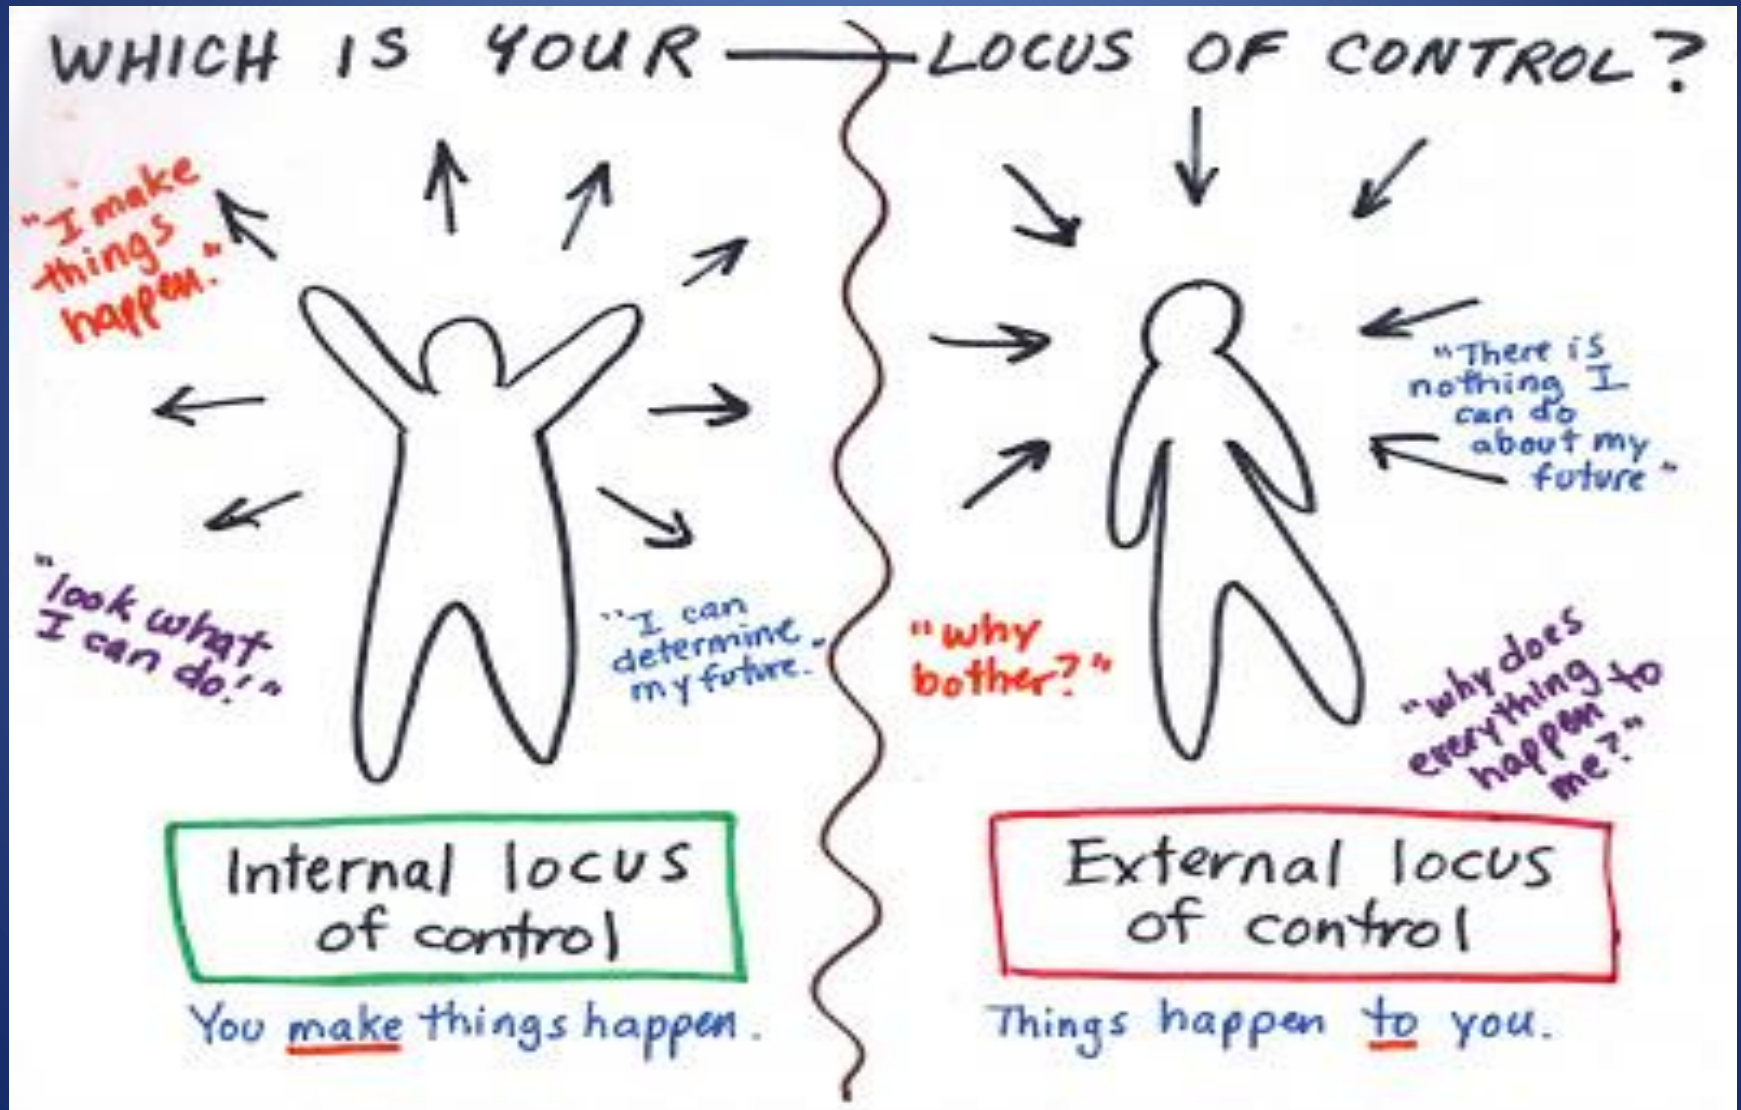 WHICH IS YOUR — LOCUS OF CONTROL?
"I make
things
happen."
"look what
I can do!"
"I can
determine
my future."
Internal locus
of control
You make things happen.
"There is
nothing I
can do
about my
future"
"why
bother?"
"why does
everything
happen to
me?"
External locus
of control
Things happen to you.